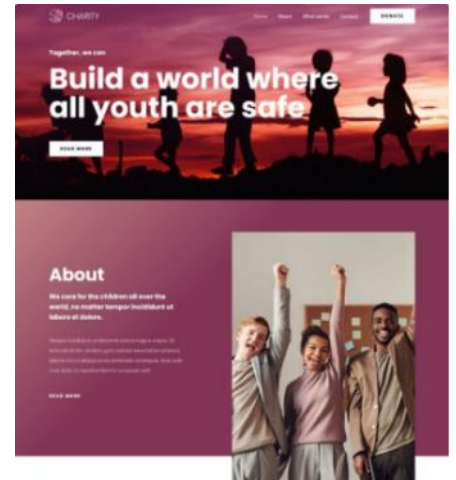 CHARITY
Home About What we do Contact DONATE
Together, we can
Build a world where
all youth are safe
READ MORE
About
We care for the children all over the
world, no matter tempor incididunt ut
labore et dolore.
READ MORE